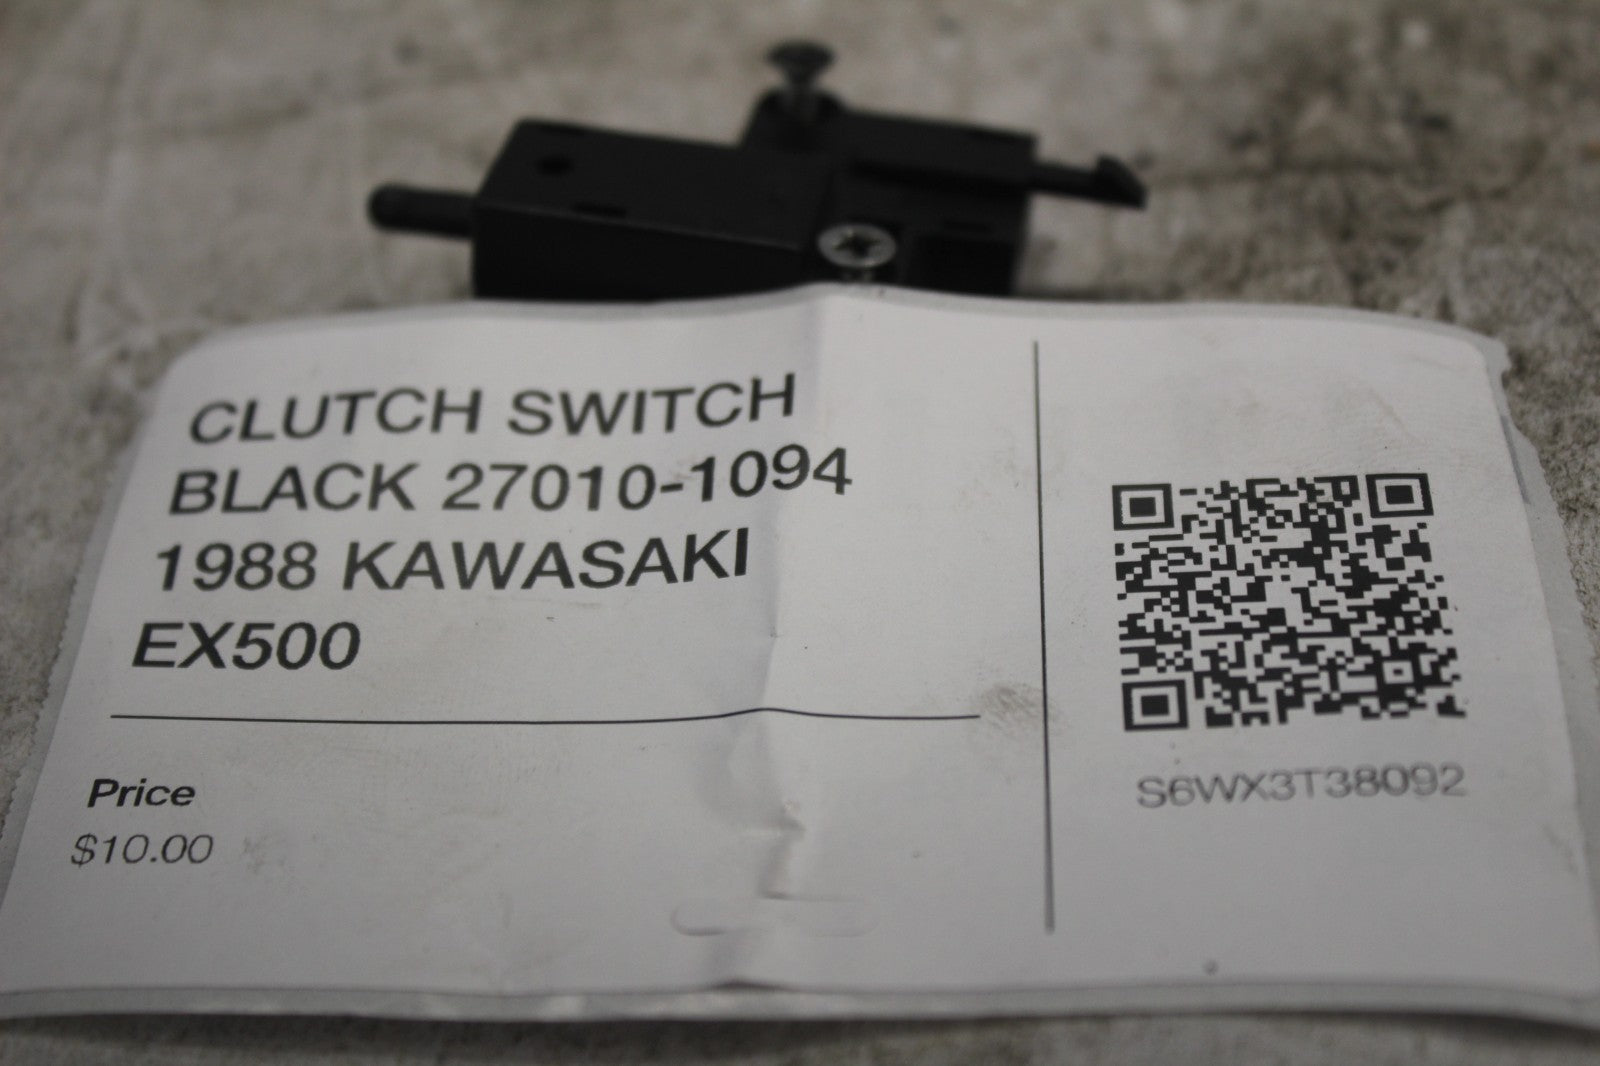 CLUTCH SWITCH
BLACK 27010-1094
1988 KAWASAKI
EX500
Price
$10.00
S6WX3T38092